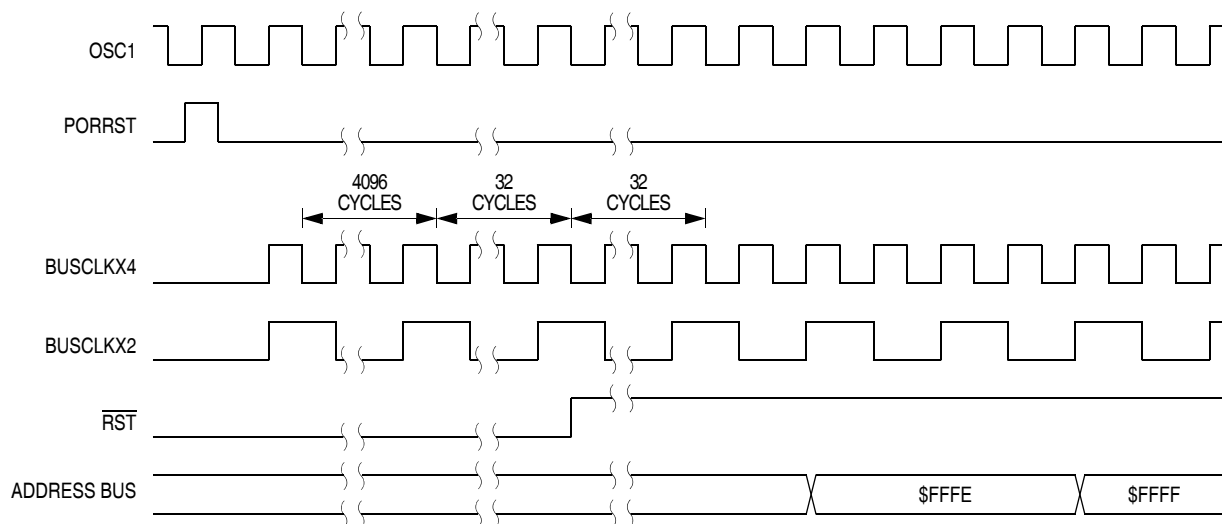 OSC1
PORRST
4096
CYCLES
32
CYCLES
32
CYCLES
BUSCLKX4
BUSCLKX2
RST
ADDRESS BUS
$FFFE
$FFFF